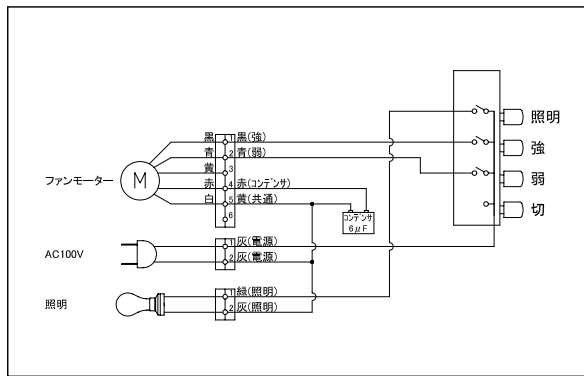 照明
強
弱
切
ファンモーター
M
黒 1 黒(強)
青 2 青(弱)
黄 3
赤 4 赤(コンデンサ)
白 5 黄(共通)
6
コンデンサ
6μF
AC100V
1 灰(電源)
2 灰(電源)
照明
1 緑(照明)
2 灰(照明)